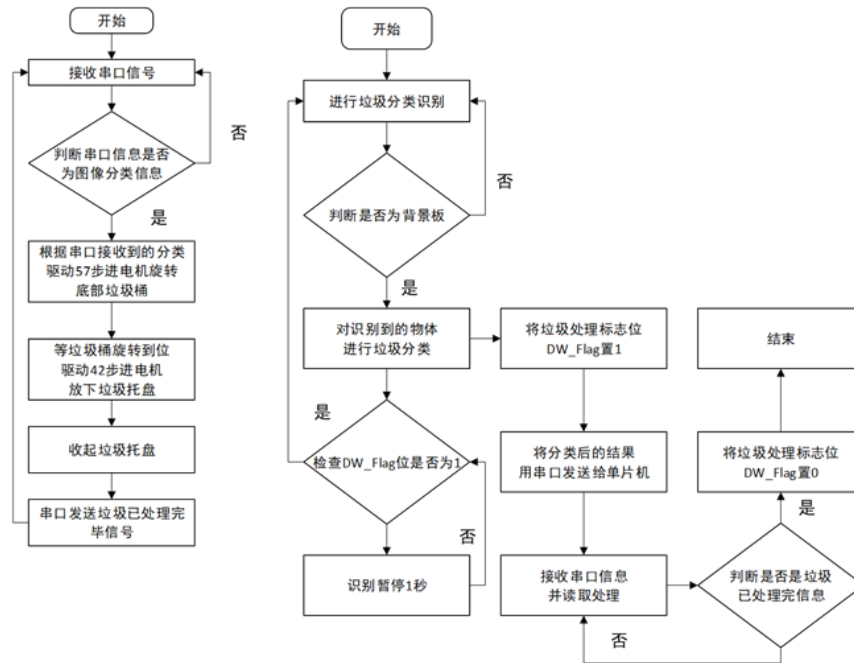 开始
接收串口信号
判断串口信息是否
为图像分类信息
否
是
根据串口接收到的分类
驱动57步进电机旋转
底部垃圾桶
等垃圾桶旋转到位
驱动42步进电机
放下垃圾托盘
收起垃圾托盘
串口发送垃圾已处理完
毕信号
开始
进行垃圾分类识别
判断是否为背景板
否
是
对识别到的物体
进行垃圾分类
是
检查DW_Flag位是否为1
否
识别暂停1秒
将垃圾处理标志位
DW_Flag置1
将分类后的结果
用串口发送给单片机
接收串口信息
并读取处理
判断是否是垃圾
已处理完信息
否
是
将垃圾处理标志位
DW_Flag置0
结束